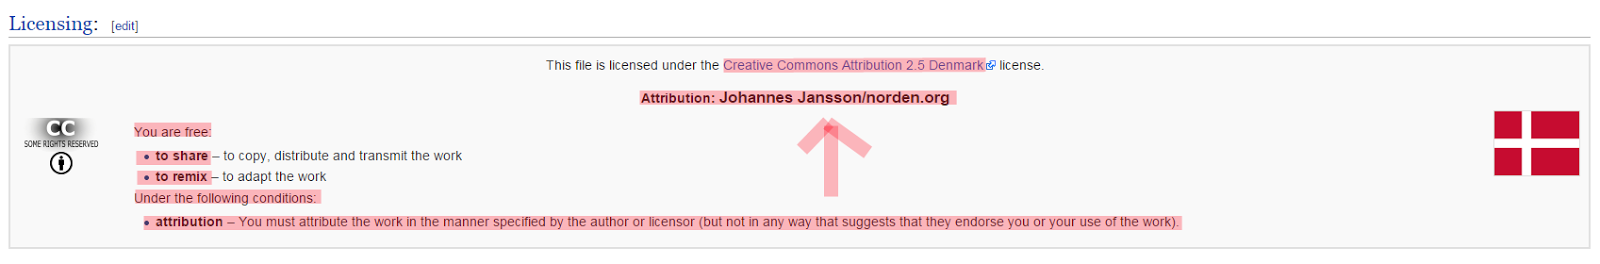 Licensing: [edit]
This file is licensed under the Creative Commons Attribution 2.5 Denmark license.
Attribution: Johannes Jansson/norden.org
CC
SOME RIGHTS RESERVED
You are free:
• to share – to copy, distribute and transmit the work
• to remix – to adapt the work
Under the following conditions:
• attribution – You must attribute the work in the manner specified by the author or licensor (but not in any way that suggests that they endorse you or your use of the work).